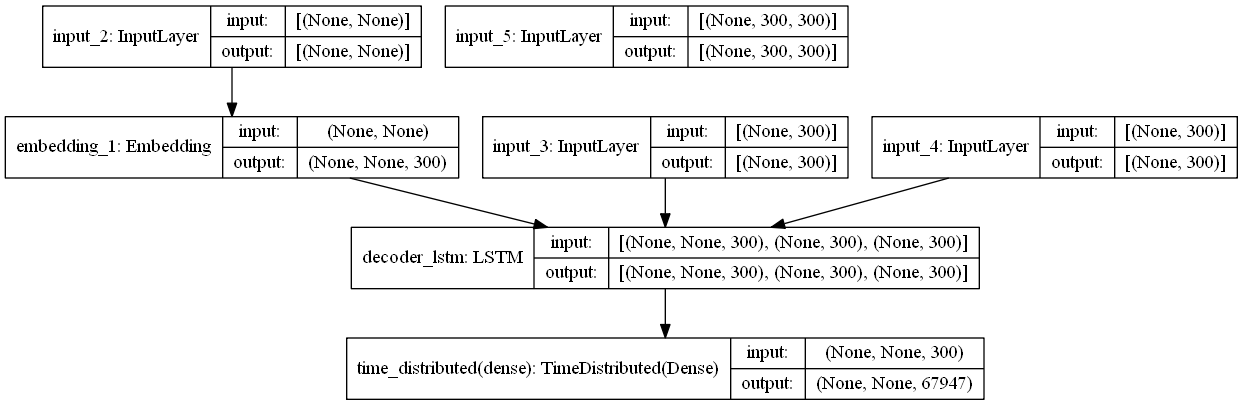 input_2: InputLayer input: [(None, None)] output: [(None, None)]
input_5: InputLayer input: [(None, 300, 300)] output: [(None, 300, 300)]
embedding_1: Embedding input: (None, None) output: (None, None, 300)
input_3: InputLayer input: [(None, 300)] output: [(None, 300)]
input_4: InputLayer input: [(None, 300)] output: [(None, 300)]
decoder_lstm: LSTM input: [(None, None, 300), (None, 300), (None, 300)] output: [(None, None, 300), (None, 300), (None, 300)]
time_distributed(dense): TimeDistributed(Dense) input: (None, None, 300) output: (None, None, 67947)